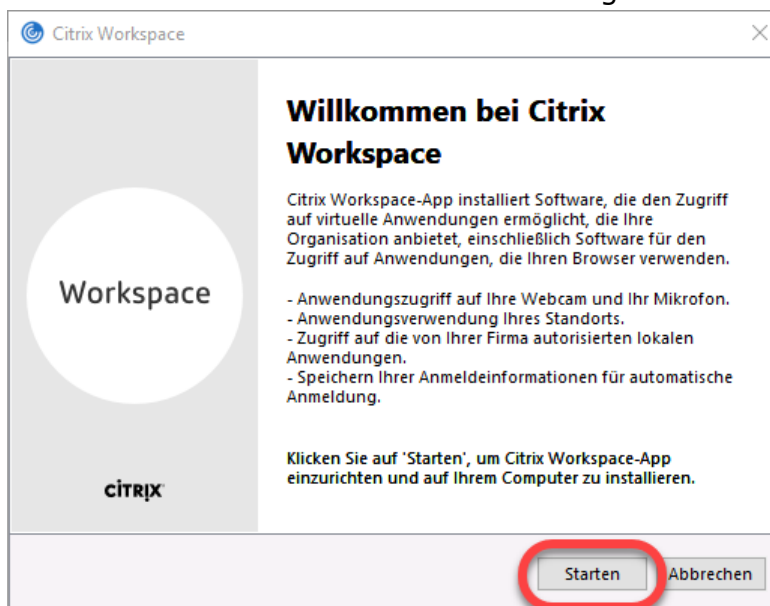 Citrix Workspace
Willkommen bei Citrix
Workspace
Citrix Workspace-App installiert Software, die den Zugriff
auf virtuelle Anwendungen ermöglicht, die Ihre
Organisation anbietet, einschließlich Software für den
Zugriff auf Anwendungen, die Ihren Browser verwenden.
- Anwendungszugriff auf Ihre Webcam und Ihr Mikrofon.
- Anwendungsverwendung Ihres Standorts.
- Zugriff auf die von Ihrer Firma autorisierten lokalen
Anwendungen.
- Speichern Ihrer Anmeldeinformationen für automatische
Anmeldung.
Klicken Sie auf 'Starten', um Citrix Workspace-App
einzurichten und auf Ihrem Computer zu installieren.
Workspace
CİTRIX
Starten
Abbrechen